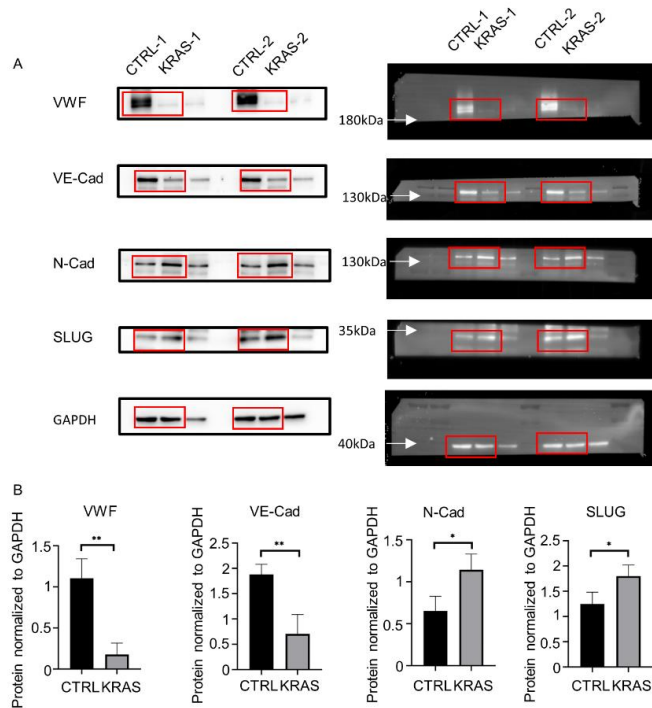 A
CTRL-1 KRAS-1 CTRL-2 KRAS-2
CTRL-1 KRAS-1 CTRL-2 KRAS-2
VWF
180kDa
VE-Cad
130kDa
N-Cad
130kDa
SLUG
35kDa
GAPDH
40kDa
B
VWF
Protein normalized to GAPDH
1.5
1
0.5
0
**
CTRL KRAS
VE-Cad
Protein normalized to GAPDH
2.5
2
1.5
1
0.5
0
**
CTRL KRAS
N-Cad
Protein normalized to GAPDH
1.5
1
0.5
0
*
CTRL KRAS
SLUG
Protein normalized to GAPDH
2.5
2
1.5
1
0.5
0
*
CTRL KRAS